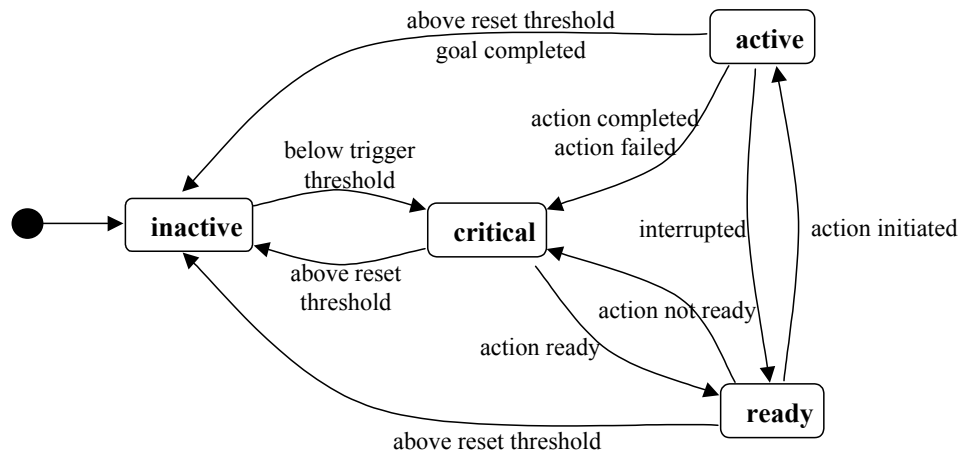 above reset threshold
goal completed
active
action completed
action failed
below trigger
threshold
inactive
critical
interrupted
action initiated
above reset
threshold
action not ready
action ready
ready
above reset threshold